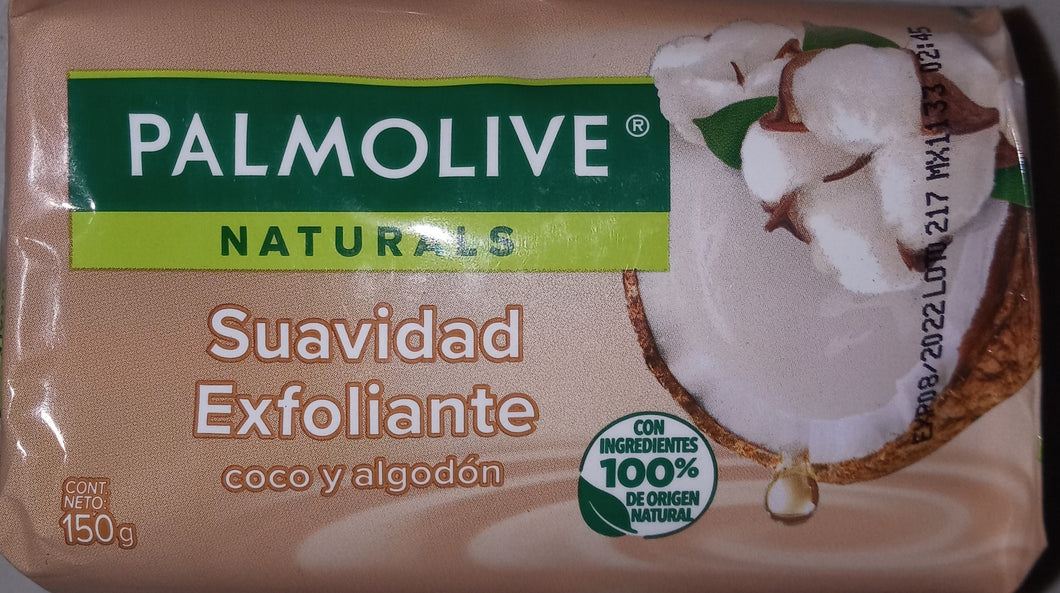 PALMOLIVE®
NATURALS
Suavidad
Exfoliante
coco y algodón
CONT.
NETO:
150g
CON
INGREDIENTES
100%
DE ORIGEN
NATURAL
EXP08/2022 LOT0 217 MX1133 02:45